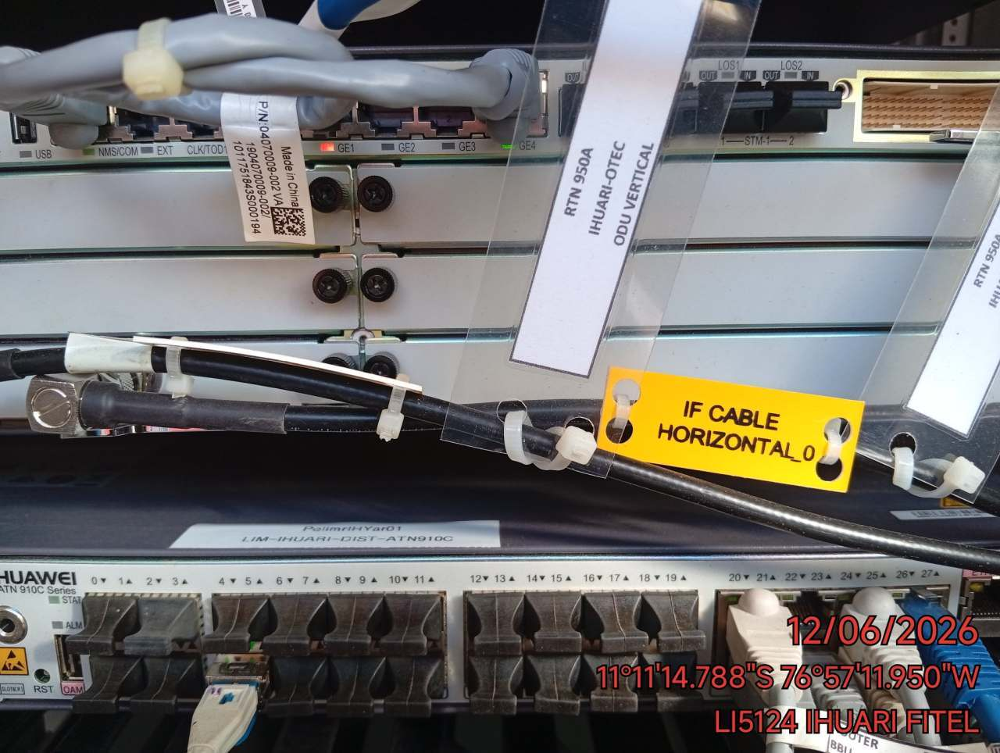 LOS1
LOS2
OUT
OUT IN OUT IN
USB
NMS/COM
EXT
CLK/TOD1
GE1
GE2
GE3
GE4
1 STM-1 2
P/N:04070009-002 VA
1904070009-002/
1011751843S000194
Made in China
RTN 950A
IHUARI-OTEC
ODU VERTICAL
RTN 950A
IF CABLE
HORIZONTAL_0
LIM-IHUARI-DIST-ATN910C
HUAWEI
ATN 910C Series
0▼ 1▲ 2▼ 3▲ 4▼ 5▲ 6▼ 7▲ 8▼ 9▲ 10▼ 11▲ 12▼ 13▲ 14▼ 15▲ 16▼ 17▲ 18▼ 19▲ 20▼ 21▲ 22▼ 23▲ 24▼ 25▲ 26▼ 27▲
STAT
ALM
RST
OAM
BBU
12/06/2026
11°11'14.788"S 76°57'11.950"W
LI5124 IHUARI FITEL